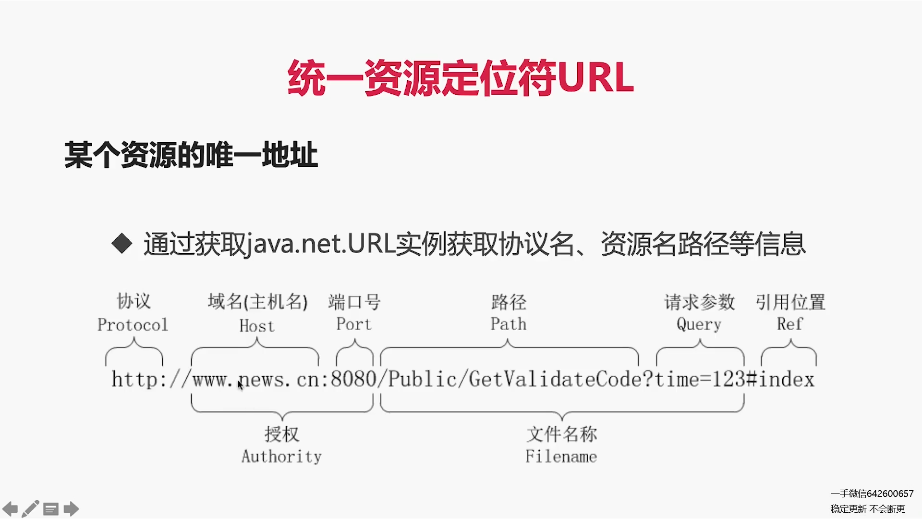 统一资源定位符URL
某个资源的唯一地址
◆ 通过获取java.net.URL实例获取协议名、资源名路径等信息
协议 域名(主机名) 端口号 路径 请求参数 引用位置
Protocol Host Port Path Query Ref
http://www.news.cn:8080/Public/GetValidateCode?time=123#index
授权 文件名称
Authority Filename
一手微信642600657
稳定更新 不会断更